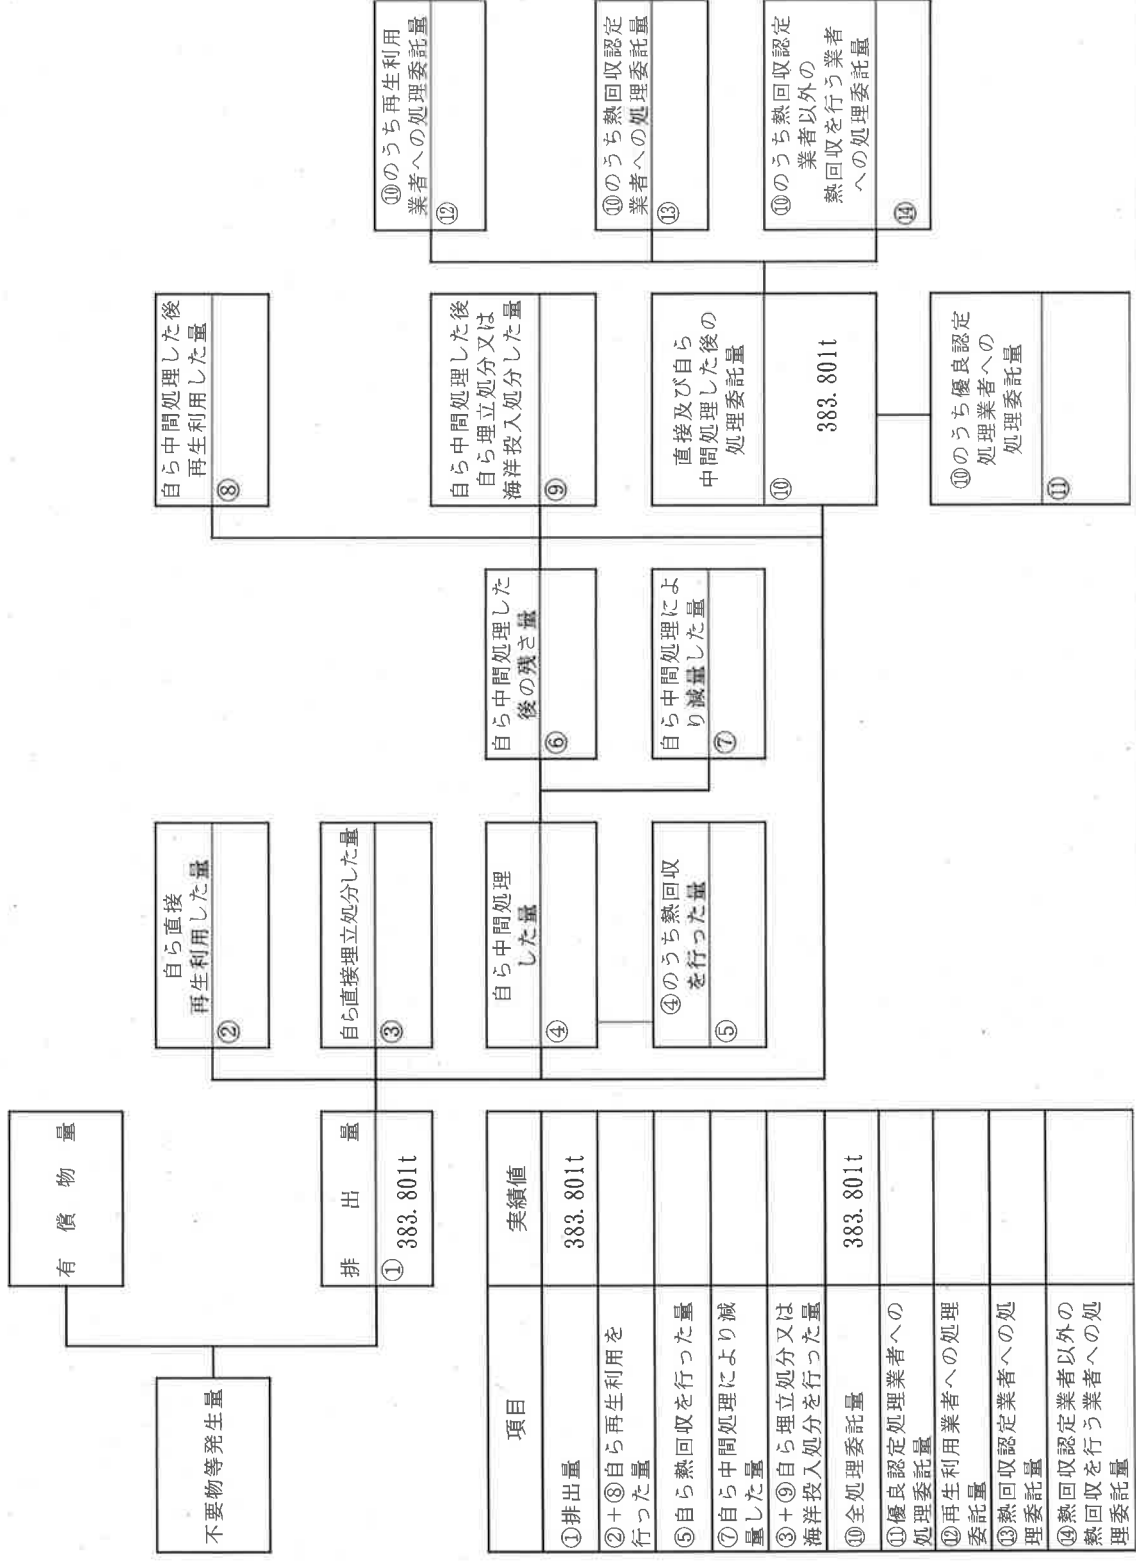 不要物等発生量
有償物量
排出量
① 383.801t
自ら直接
再生利用した量
②
自ら直接埋立処分した量
③
自ら中間処理
した量
④
④のうち熱回収
を行った量
⑤
自ら中間処理した
後の残さ量
⑥
自ら中間処理によ
り減量した量
⑦
自ら中間処理した後
再生利用した量
⑧
自ら中間処理した後
自ら埋立処分又は
海洋投入処分した量
⑨
直接及び自ら
中間処理した後の
処理委託量
⑩
383.801t
⑩のうち優良認定
処理業者への
処理委託量
⑪
⑩のうち再生利用
業者への処理委託量
⑫
⑩のうち熱回収認定
業者への処理委託量
⑬
⑩のうち熱回収認定
業者以外の
熱回収を行う業者
への処理委託量
⑭
項目 実績値
①排出量 383.801t
②+⑧自ら再生利用を
行った量
⑤自ら熱回収を行った量
⑦自ら中間処理により減
量した量
③+⑨自ら埋立処分又は
海洋投入処分を行った量
⑩全処理委託量 383.801t
⑪優良認定処理業者への
処理委託量
⑫再生利用業者への処理
委託量
⑬熱回収認定業者への処
理委託量
⑭熱回収認定業者以外の
熱回収を行う業者への処
理委託量